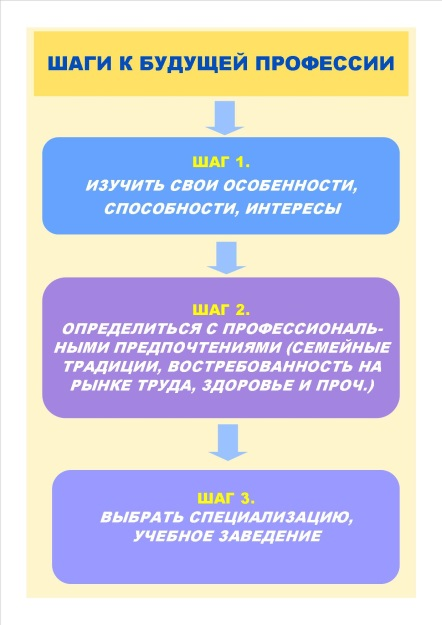 ШАГИ К БУДУЩЕЙ ПРОФЕССИИ
ШАГ 1.
ИЗУЧИТЬ СВОИ ОСОБЕННОСТИ,
СПОСОБНОСТИ, ИНТЕРЕСЫ
ШАГ 2.
ОПРЕДЕЛИТЬСЯ С ПРОФЕССИОНАЛЬ-
НЫМИ ПРЕДПОЧТЕНИЯМИ (СЕМЕЙНЫЕ
ТРАДИЦИИ, ВОСТРЕБОВАННОСТЬ НА
РЫНКЕ ТРУДА, ЗДОРОВЬЕ И ПРОЧ.)
ШАГ 3.
ВЫБРАТЬ СПЕЦИАЛИЗАЦИЮ,
УЧЕБНОЕ ЗАВЕДЕНИЕ